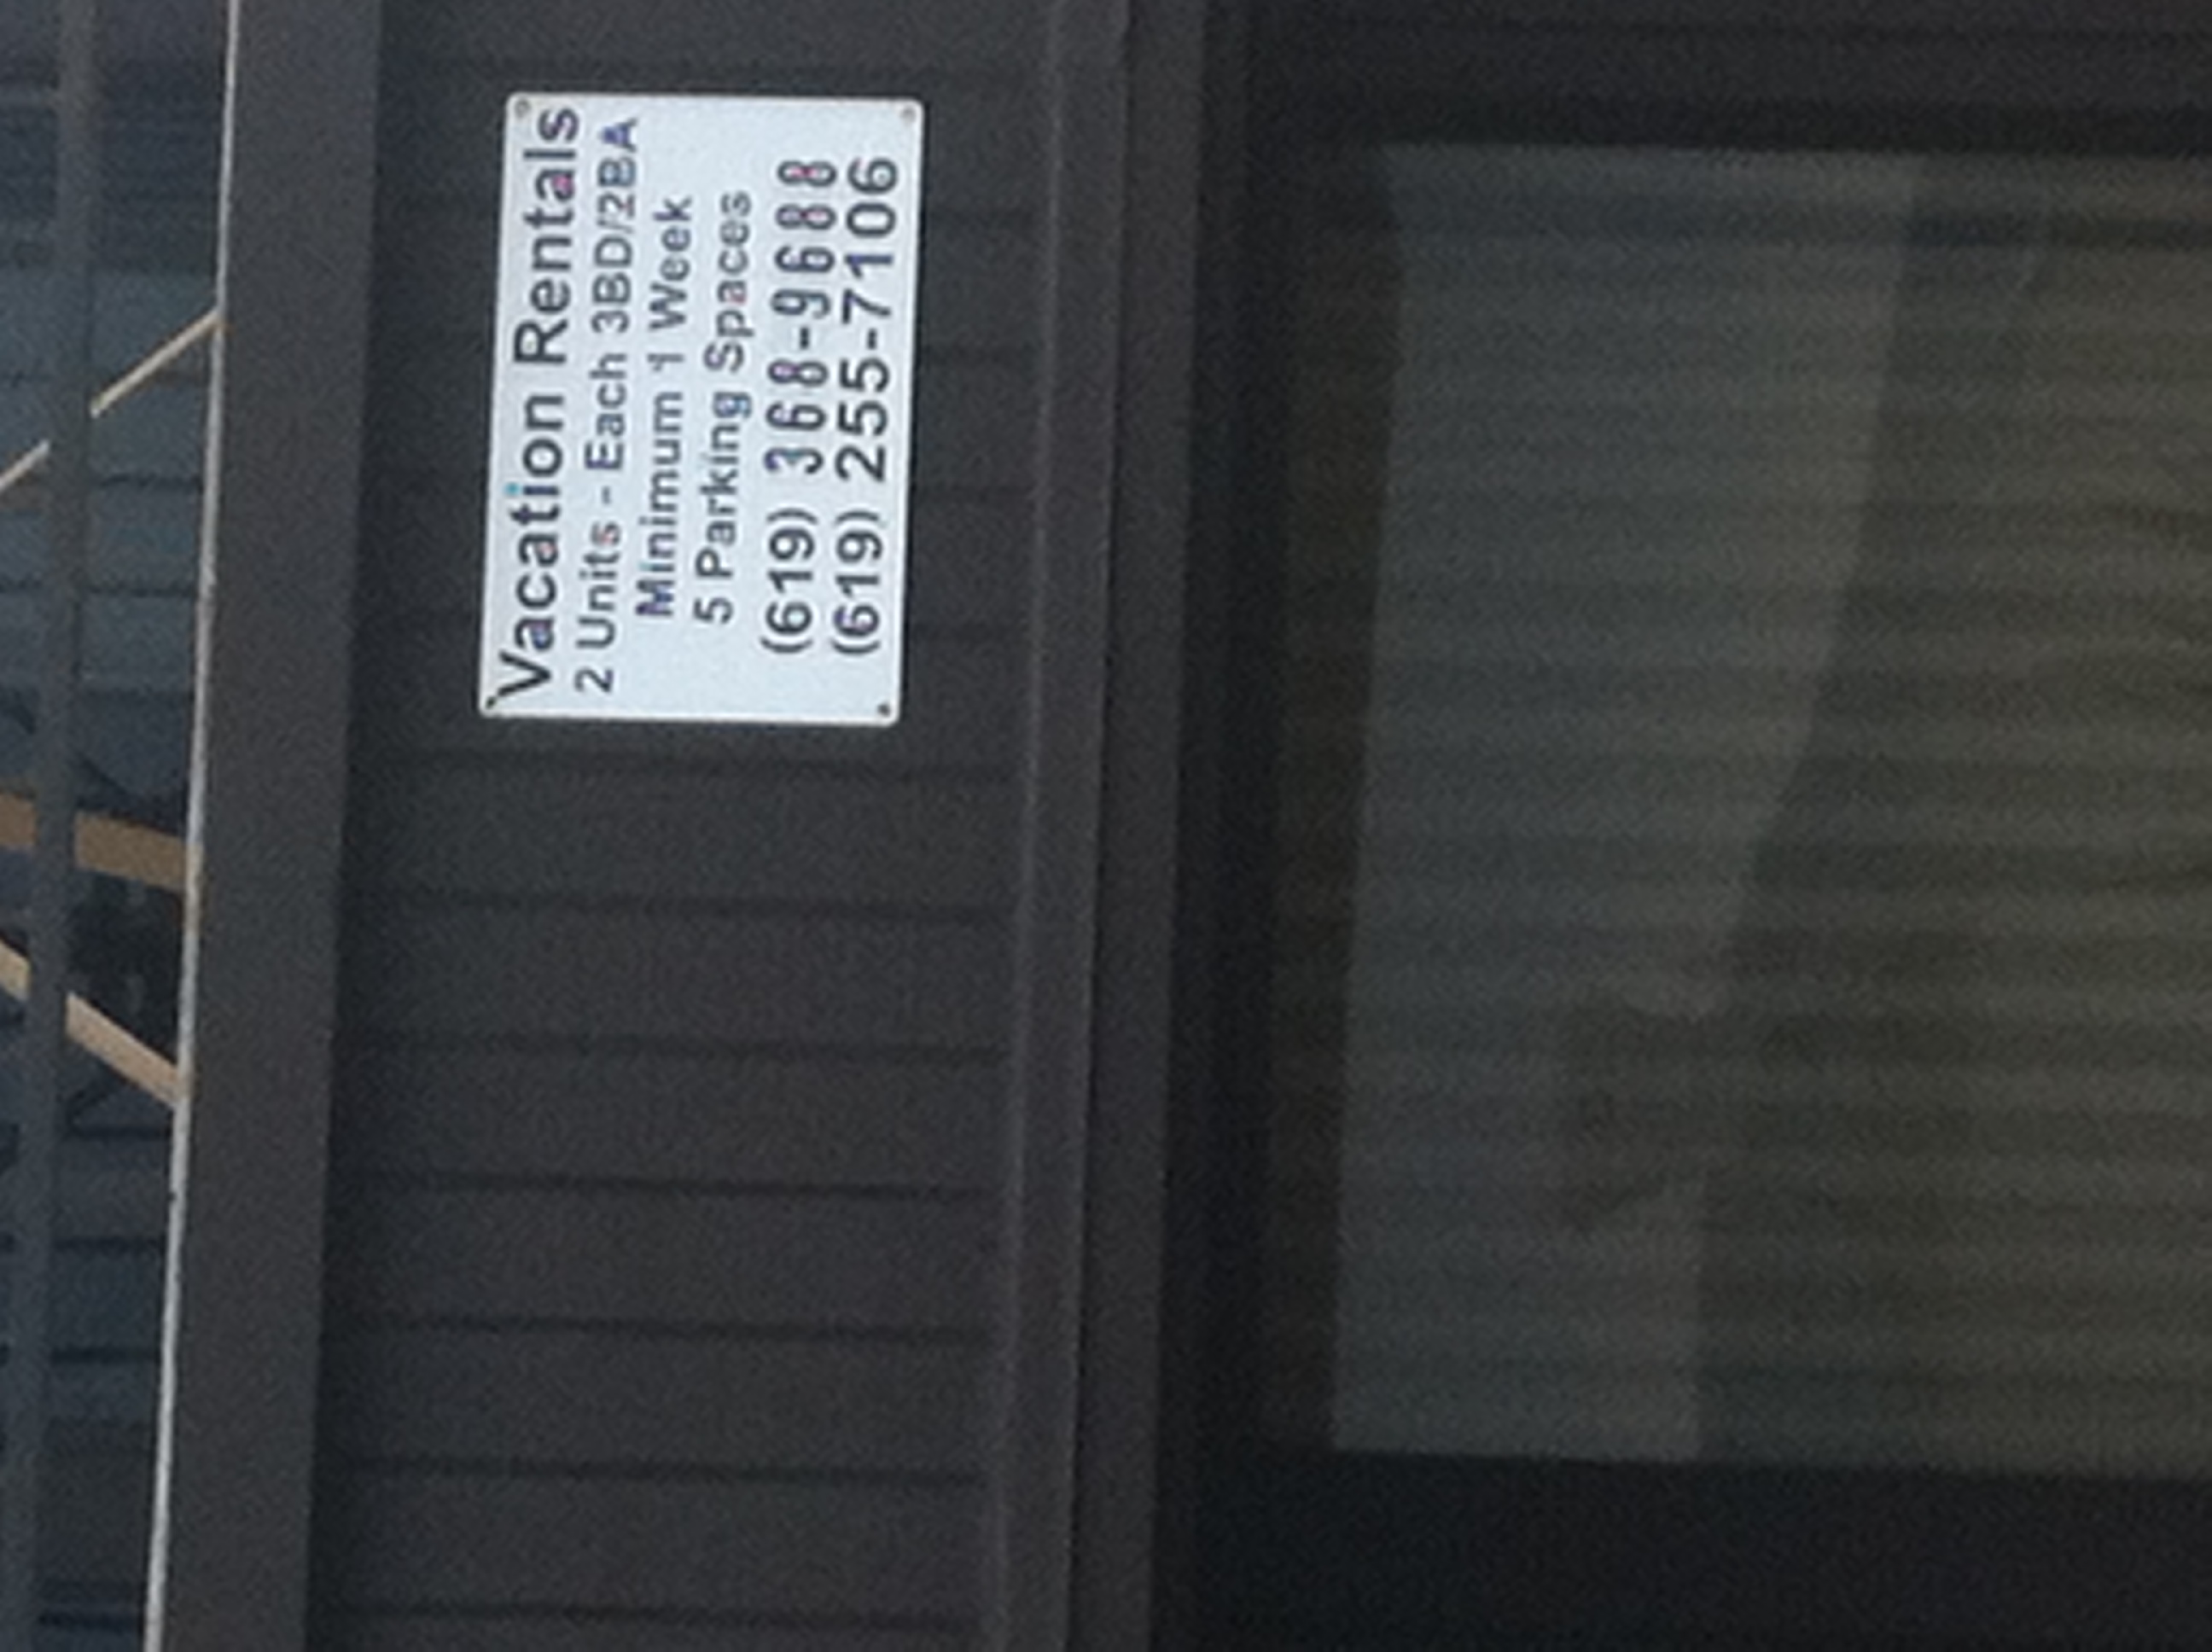 Vacation Rentals
2 Units - Each 3BD/2BA
Minimum 1 Week
5 Parking Spaces
(619) 368-9688
(619) 255-7106